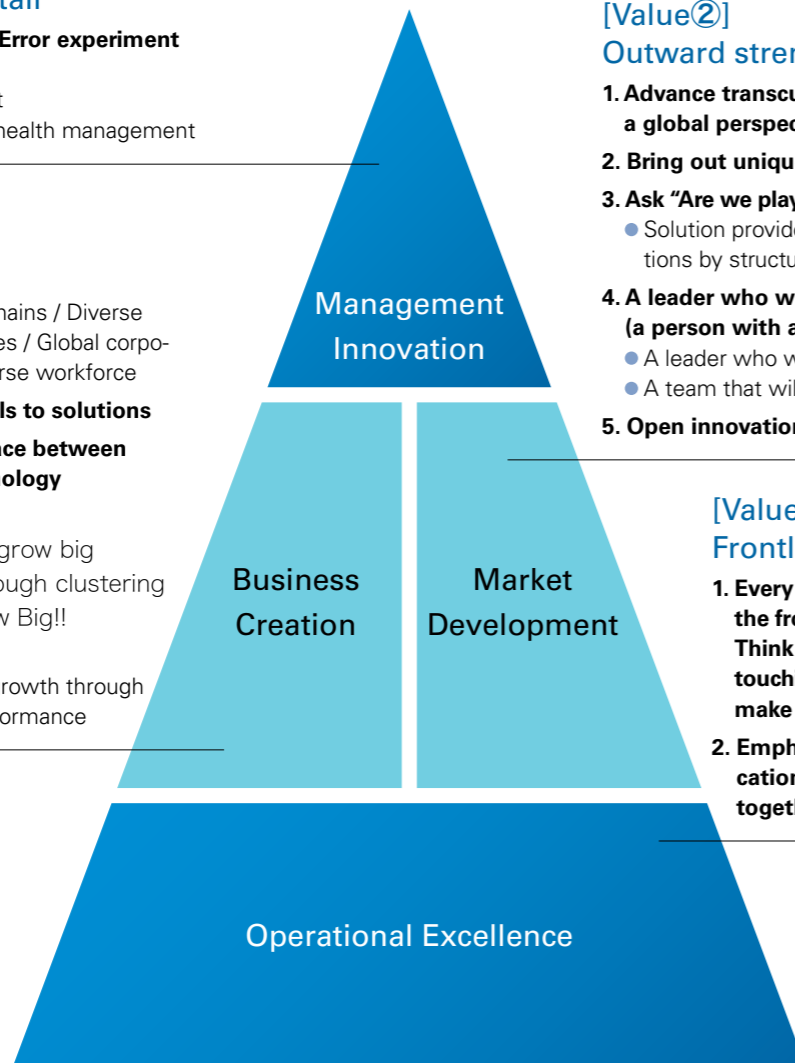 Error experiment
health management
mains / Diverse
es / Global corpo-
rse workforce
ls to solutions
ce between
ology
grow big
ough clustering
w Big!!
rowth through
ormance
Management
Innovation
Business
Creation
Market
Development
Operational Excellence
[Value②]
Outward stren
1. Advance transcu
a global perspec
2. Bring out uniqu
3. Ask “Are we play
● Solution provide
tions by structu
4. A leader who w
(a person with a
● A leader who w
● A team that wil
5. Open innovation
[Value
Frontl
1. Every
the fro
Think
touchi
make
2. Emph
cation
togeth